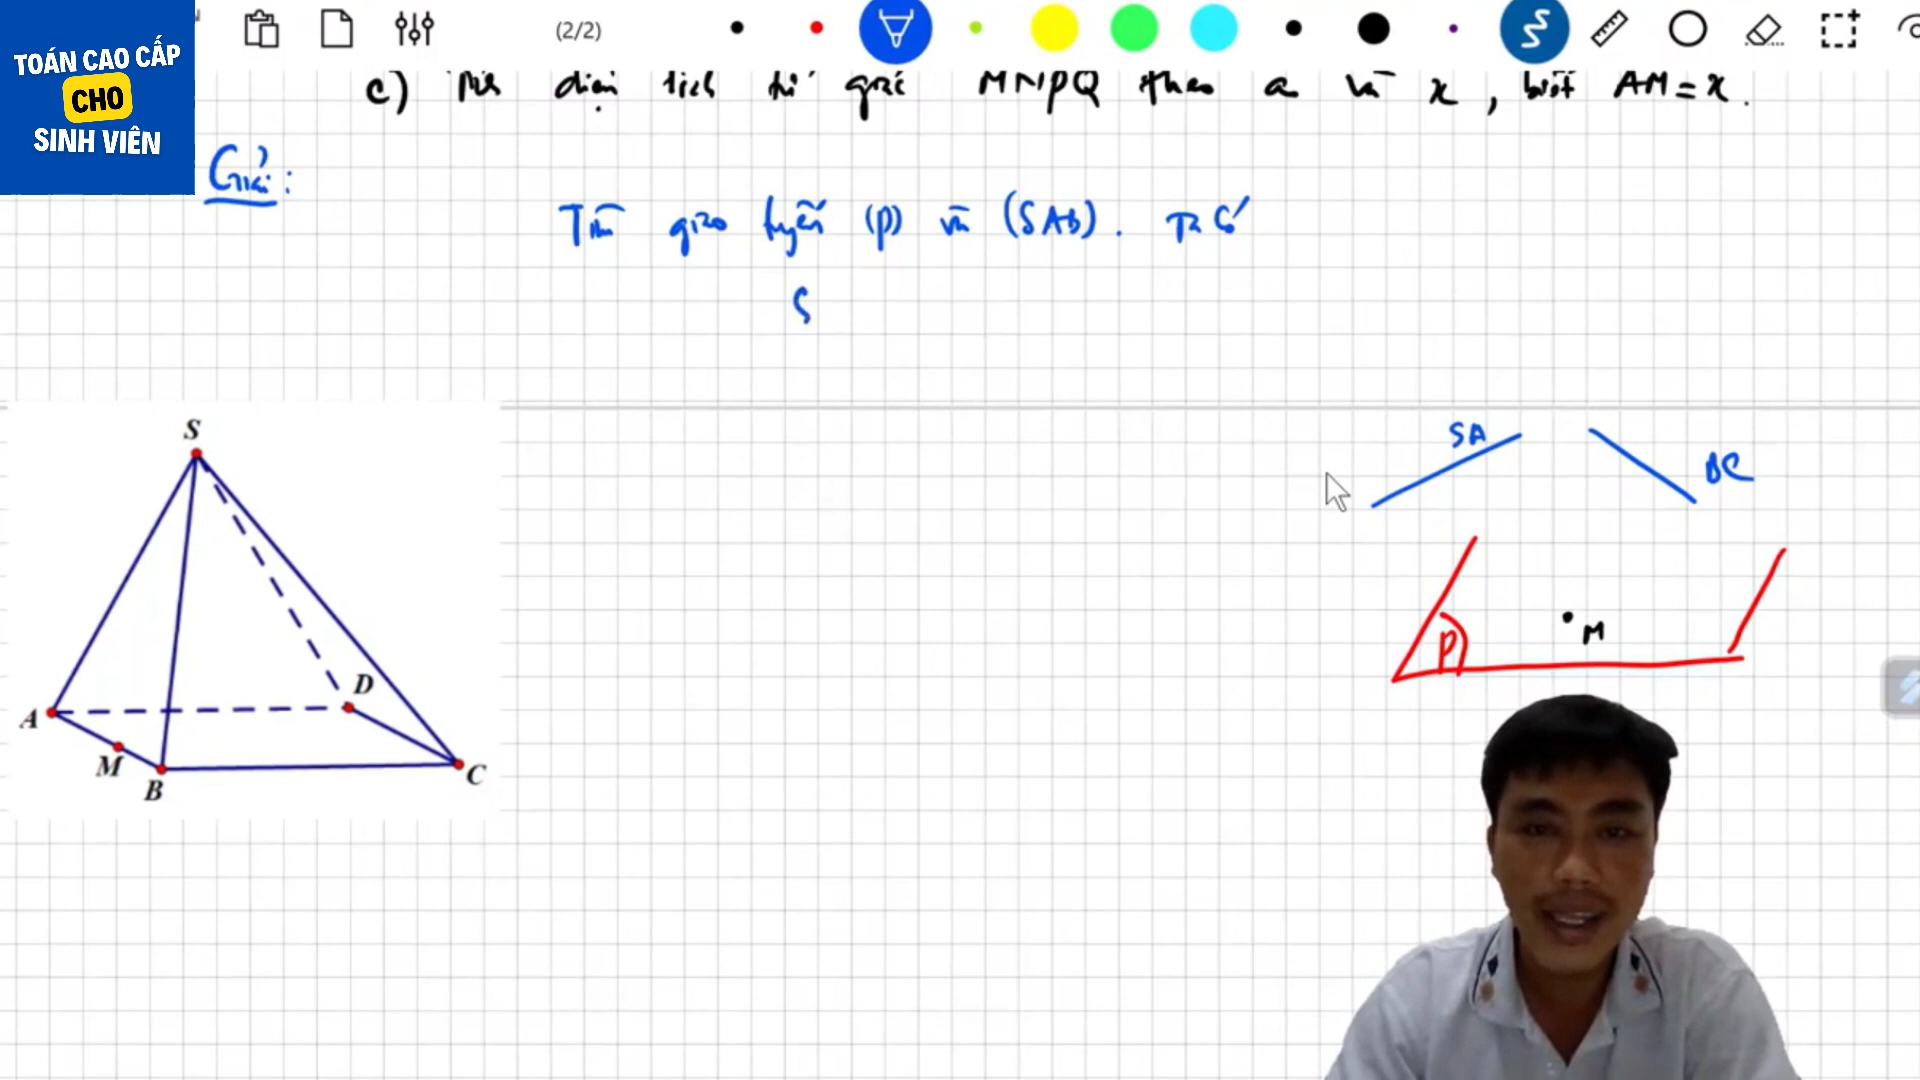 TOÁN CAO CẤP
CHO
SINH VIÊN
(2/2)
c) diện tích tứ giác MNPQ theo a và x, biết AM = x.
Giải:
Tìm giao tuyến (P) và (SAB). Ta có
S
S
A
M
B
D
C
SA
BC
P)
M